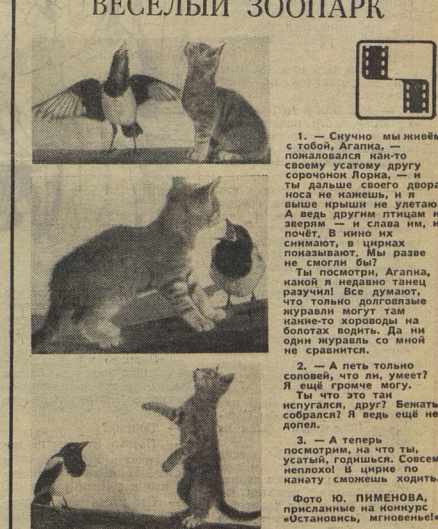 ВЕСЕЛЫЙ ЗООПАРК
1. — Скучно мы живём
с тобой, Агапка, —
пожаловался как-то
своему усатому другу
сорочонок Лорка, — и
ты дальше своего двора
носа не кажешь, и я
выше крыши не улетаю.
А ведь другим птицам и
зверям — и слава им, и
почёт. В кино их
снимают, в цирках
показывают. Мы разве
не смогли бы?
Ты посмотри, Агапка,
какой я недавно танец
разучил! Все думают,
что только долговязые
журавли могут там
какие-то хороводы на
болотах водить. Да ни
один журавль со мной
не сравнится.
2. — А петь только
соловей, что ли, умеет?
Я ещё громче могу.
Ты что это так
испугался, друг? Бежать
собрался? Я ведь ещё не
допел.
3. — А теперь
посмотрим, на что ты,
усатый, годишься. Совсем
неплохо! В цирке по
канату сможешь ходить.
Фото Ю. ПИМЕНОВА,
присланные на конкурс
«Остановись, мгновенье!»